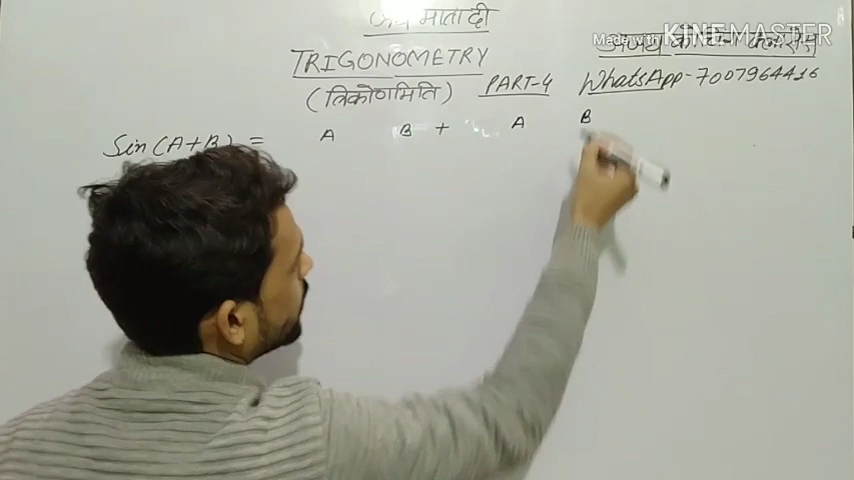 जय माता दी
Made with KINEMASTER
TRIGONOMETRY
(त्रिकोणमिति)
PART-4
WhatsApp-7007964416
Sin(A+B) = A B + A B